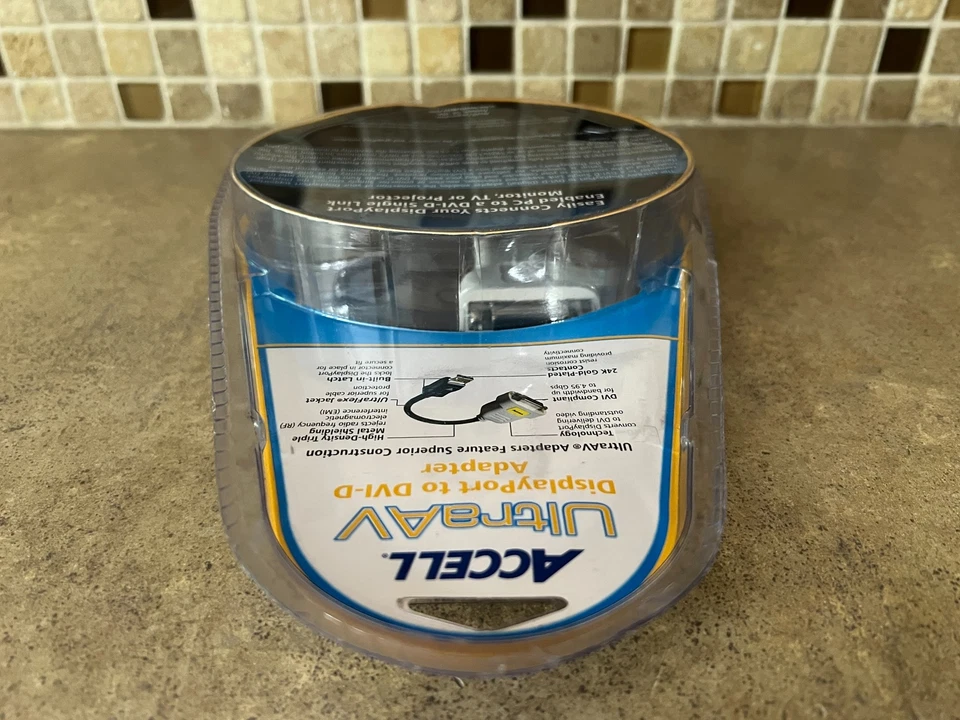 ACCELL®
UltraAV
DisplayPort to DVI-D
Adapter
UltraAV® Adapters Feature Superior Construction
Technology
converts DisplayPort
to DVI delivering
outstanding video
DVI Compliant
for bandwidth up
to 4.95 Gbps
24K Gold-Plated
Contacts
resist corrosion
providing maximum
connectivity
High-Density Triple
Metal Shielding
rejects radio frequency (RF)
electromagnetic
interference (EMI)
UltraFlexx Jacket
for superior cable
protection
Built-in Latch
locks the DisplayPort
connector in place for
a secure fit
Easily Connects Your DisplayPort
Enabled PC to a DVI-D Single Link
Monitor, TV or Projector